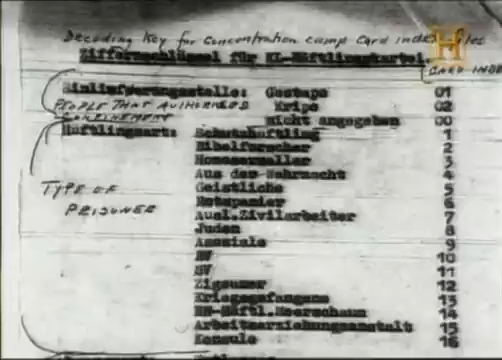 Decoding Key for Concentration camp Card index files
Ziffernschlüssel für KL-Häftlingskartei
CARD INDEX
Einlieferungsstelle: Gestapo 01
PEOPLE THAT AUTHORIZED Kripo 02
CONFINEMENT Nicht angegeben 00
Häftlingsart: Schutzhäftling 1
Bibelforscher 2
Homosexueller 3
Aus der Wehrmacht 4
Geistliche 5
Rotspanier 6
Ausl.Zivilarbeiter 7
Juden 8
Asoziale 9
BV 10
SV 11
Zigeuner 12
Kriegsgefangene 13
Häftl. 14
Arbeitserziehungsanstalt 15
Konsule 16
TYPE OF
PRISONER
H